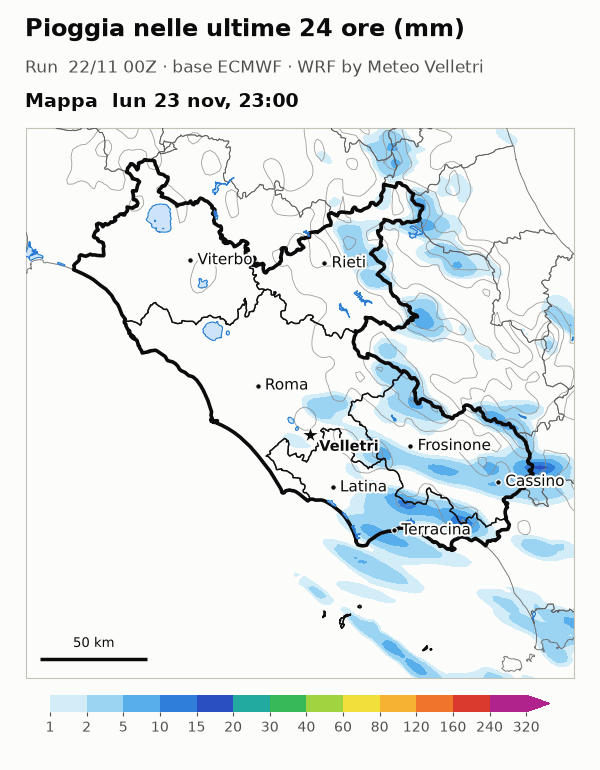 Pioggia nelle ultime 24 ore (mm)
Run 22/11 00Z · base ECMWF · WRF by Meteo Velletri
Mappa lun 23 nov, 23:00
Viterbo
Rieti
Roma
Velletri
Frosinone
Cassino
Latina
Terracina
50 km
1 2 5 10 15 20 30 40 60 80 120 160 240 320